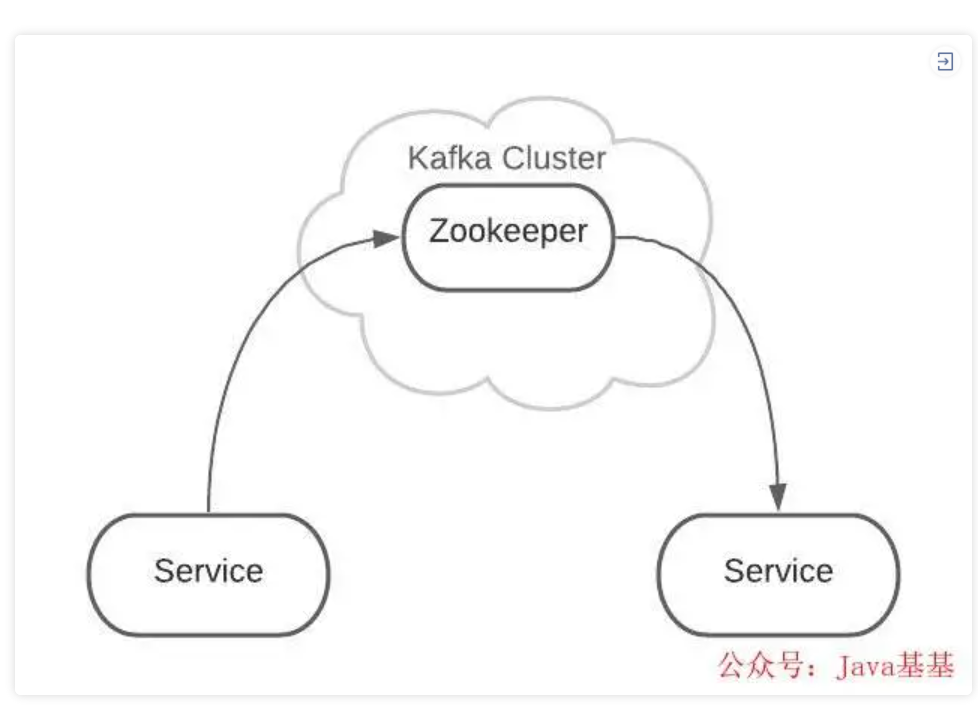 Kafka Cluster
Zookeeper
Service
Service
公众号：Java基基